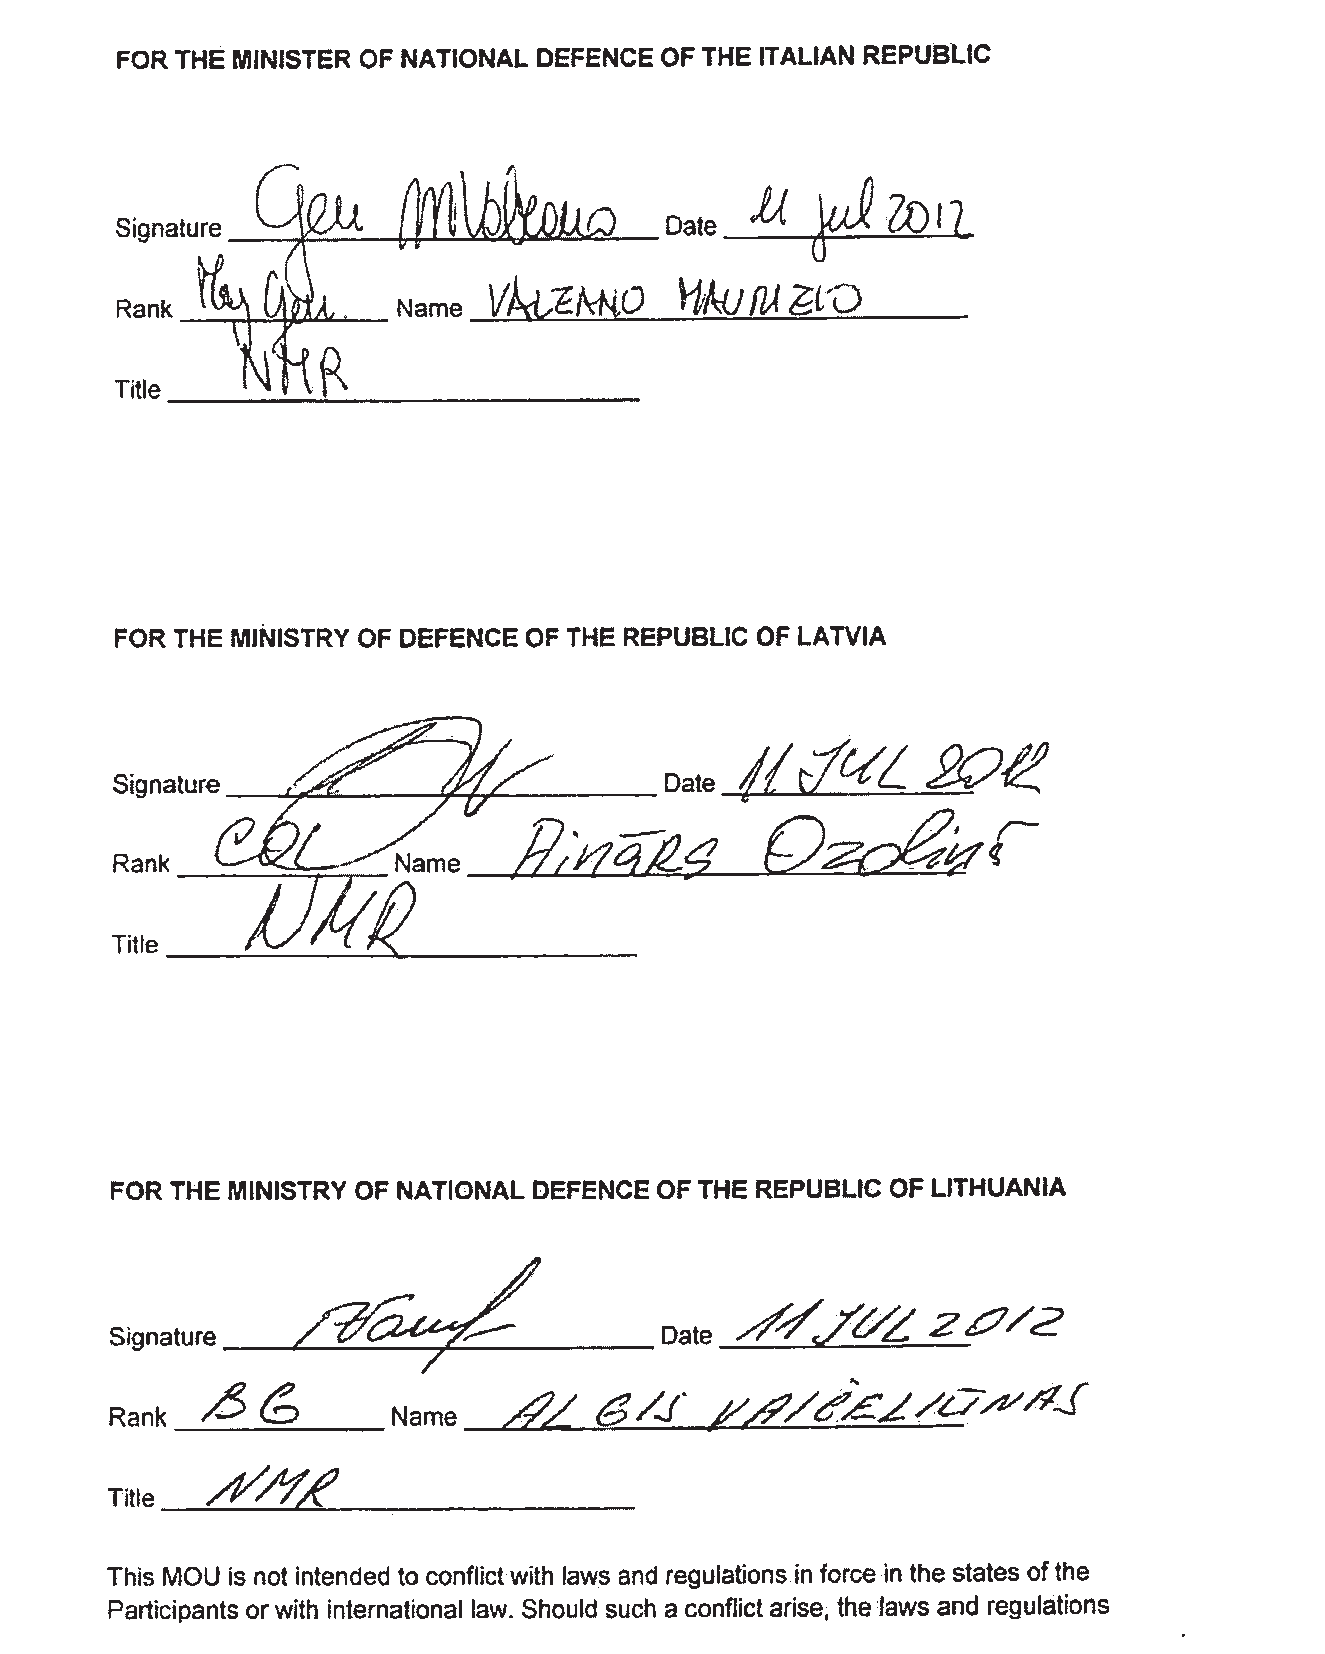 FOR THE MINISTER OF NATIONAL DEFENCE OF THE ITALIAN REPUBLIC
Signature Gen Date 11 Jul 2012
Rank Maj Gen. Name VALZANO MAURIZIO
Title NMR
FOR THE MINISTRY OF DEFENCE OF THE REPUBLIC OF LATVIA
Signature Date 11 JUL 2012
Rank COL Name Ainārs Ozoliņš
Title NMR
FOR THE MINISTRY OF NATIONAL DEFENCE OF THE REPUBLIC OF LITHUANIA
Signature Date 11 JUL 2012
Rank BG Name ALGIS VAIČELIŪNAS
Title NMR
This MOU is not intended to conflict with laws and regulations in force in the states of the
Participants or with international law. Should such a conflict arise, the laws and regulations